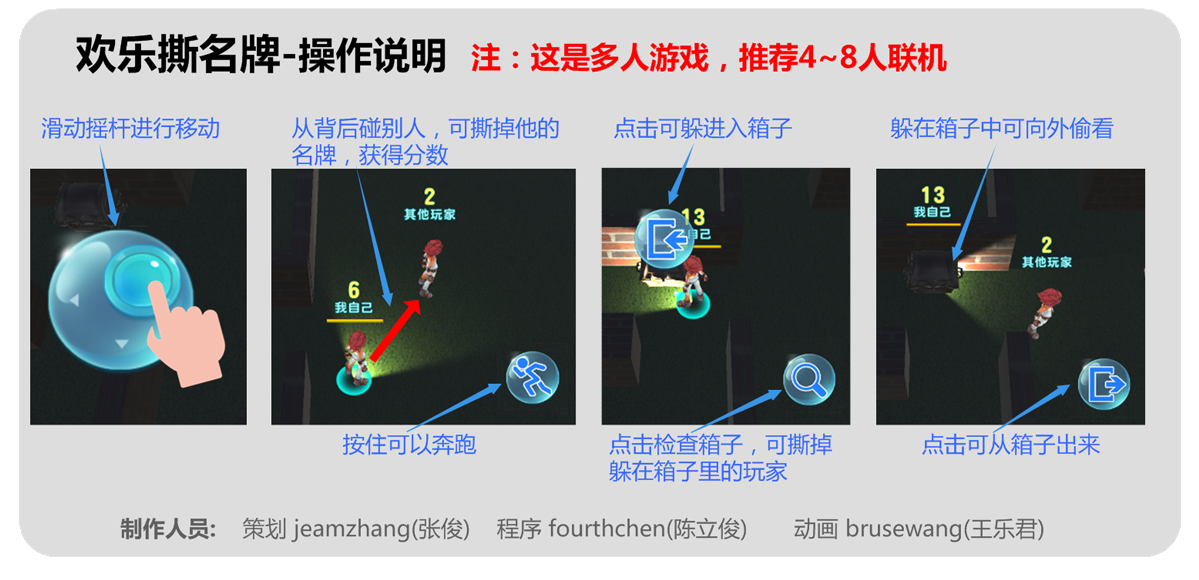 欢乐撕名牌-操作说明 注：这是多人游戏，推荐4~8人联机
滑动摇杆进行移动
从背后碰别人，可撕掉他的
名牌，获得分数
点击可躲进入箱子
躲在箱子中可向外偷看
2
其他玩家
6
我自己
13
自己
13
我自己
2
其他玩家
按住可以奔跑
点击检查箱子，可撕掉
躲在箱子里的玩家
点击可从箱子出来
制作人员: 策划 jeamzhang(张俊) 程序 fourthchen(陈立俊) 动画 brusewang(王乐君)